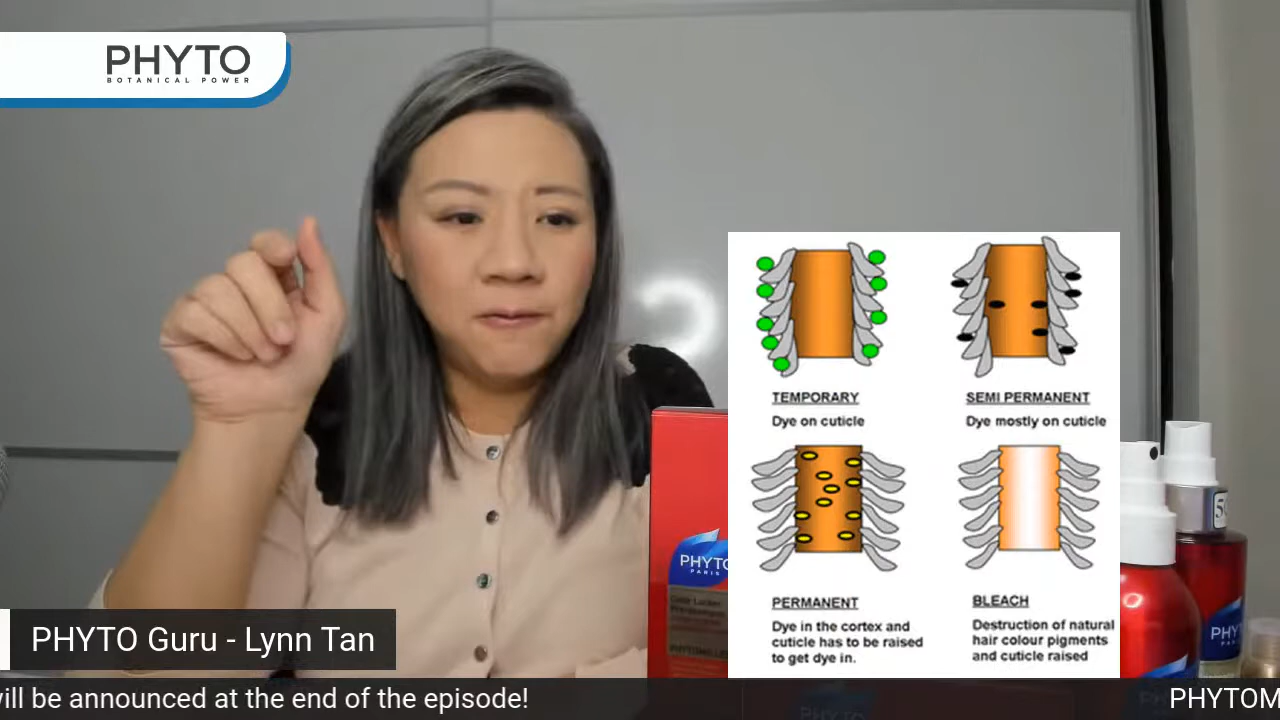 PHYTO
BOTANICAL POWER
TEMPORARY
Dye on cuticle
SEMI PERMANENT
Dye mostly on cuticle
PERMANENT
Dye in the cortex and
cuticle has to be raised
to get dye in.
BLEACH
Destruction of natural
hair colour pigments
and cuticle raised
PHYTO
PARIS
PHY
PHYTO Guru - Lynn Tan
will be announced at the end of the episode!
PHYTOM